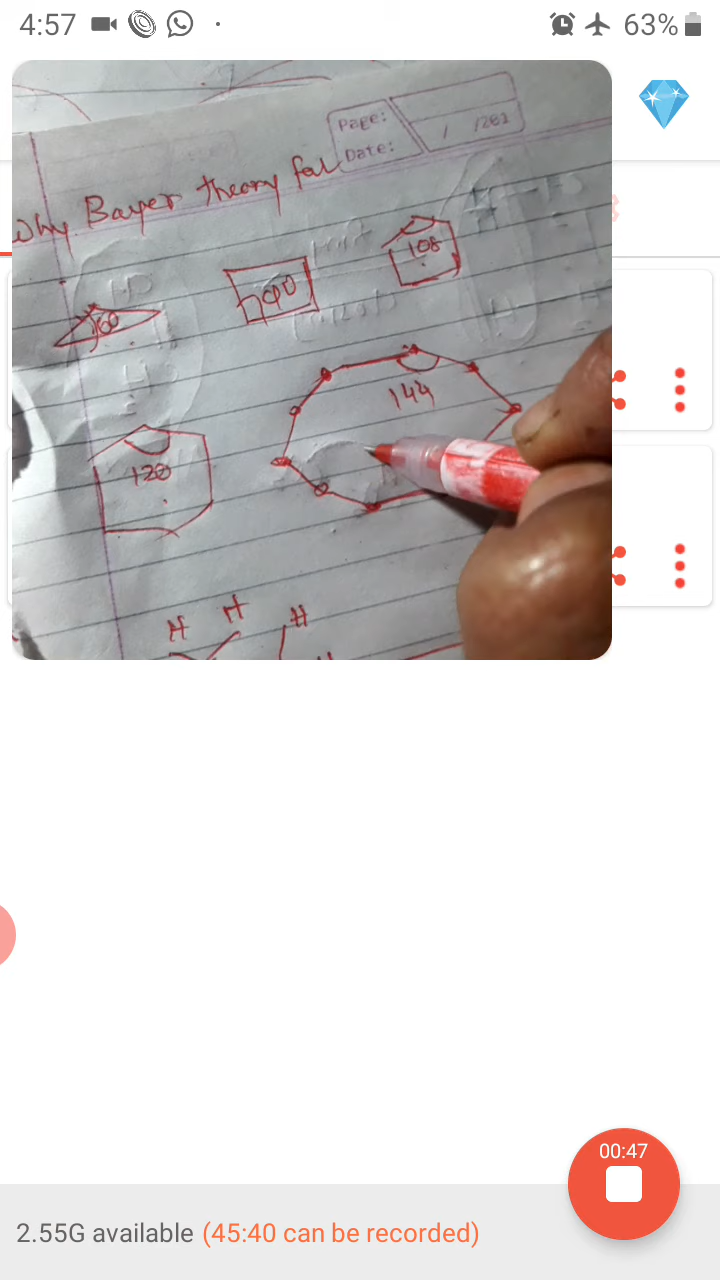 4:57
63%
Page:
Date: / /202
Why Bayer theory fail
60
90
108
144
120
H H H
00:47
2.55G available (45:40 can be recorded)